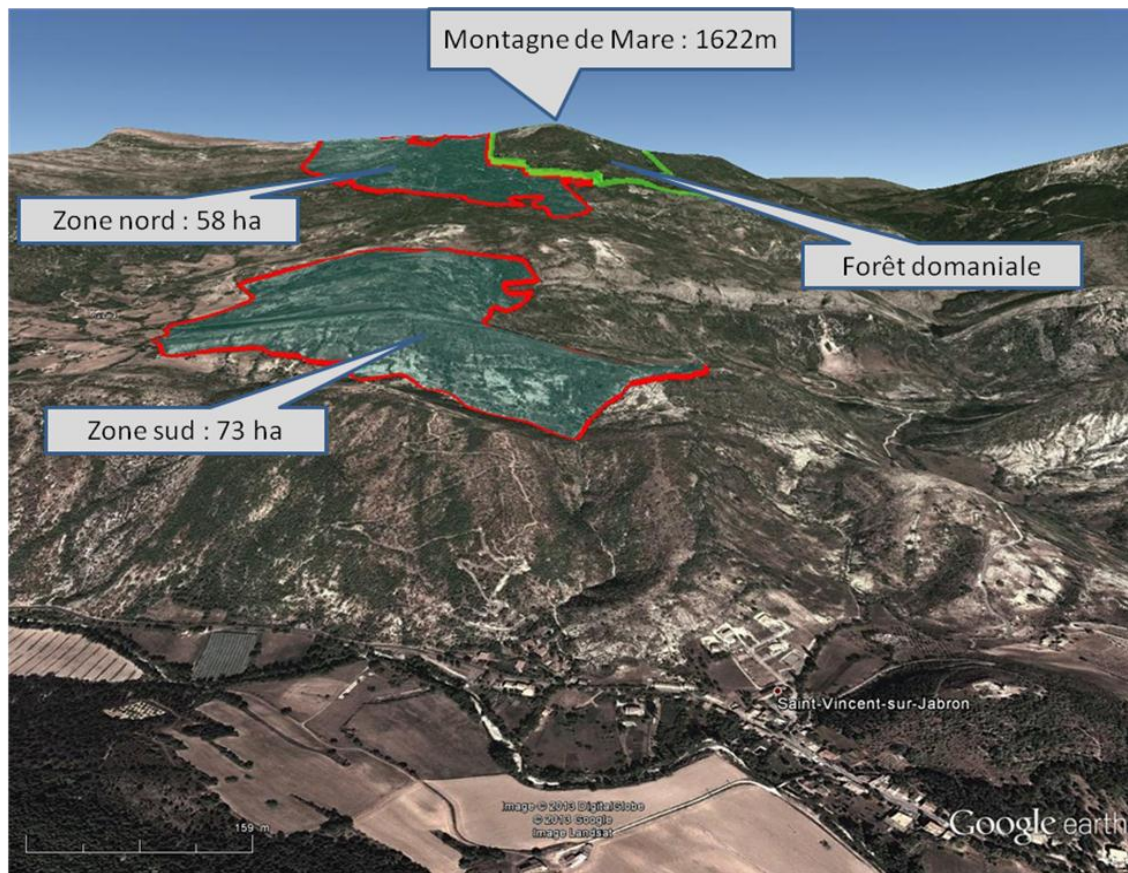 Montagne de Mare : 1622m
Zone nord : 58 ha
Forêt domaniale
Zone sud : 73 ha
Saint-Vincent-sur-Jabron
Image © 2013 DigitalGlobe
© 2013 Google
Image Landsat
159 m
Google earth